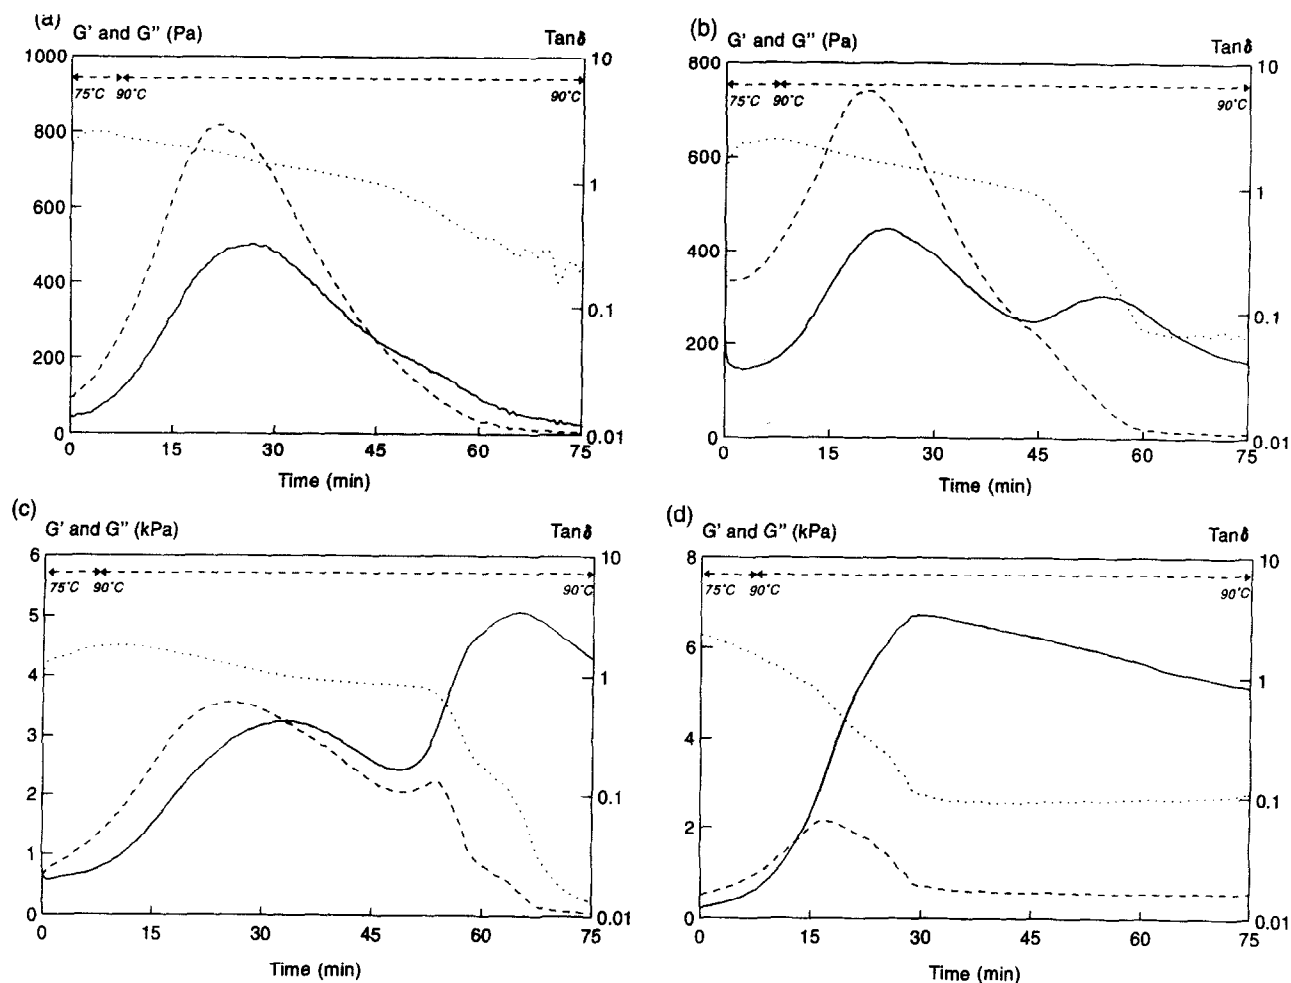 (a)
G' and G'' (Pa) Tanδ
1000 10
75°C 90°C 90°C
800
1
600
400
0.1
200
0 0.01
0 15 30 45 60 75
Time (min)
(b)
G' and G'' (Pa) Tanδ
800 10
75°C 90°C 90°C
600
1
400
0.1
200
0 0.01
0 15 30 45 60 75
Time (min)
(c)
G' and G'' (kPa) Tanδ
6 10
75°C 90°C 90°C
5
4
1
3
2
0.1
1
0 0.01
0 15 30 45 60 75
Time (min)
(d)
G' and G'' (kPa) Tanδ
8 10
75°C 90°C 90°C
6
1
4
2
0.1
0 0.01
0 15 30 45 60 75
Time (min)